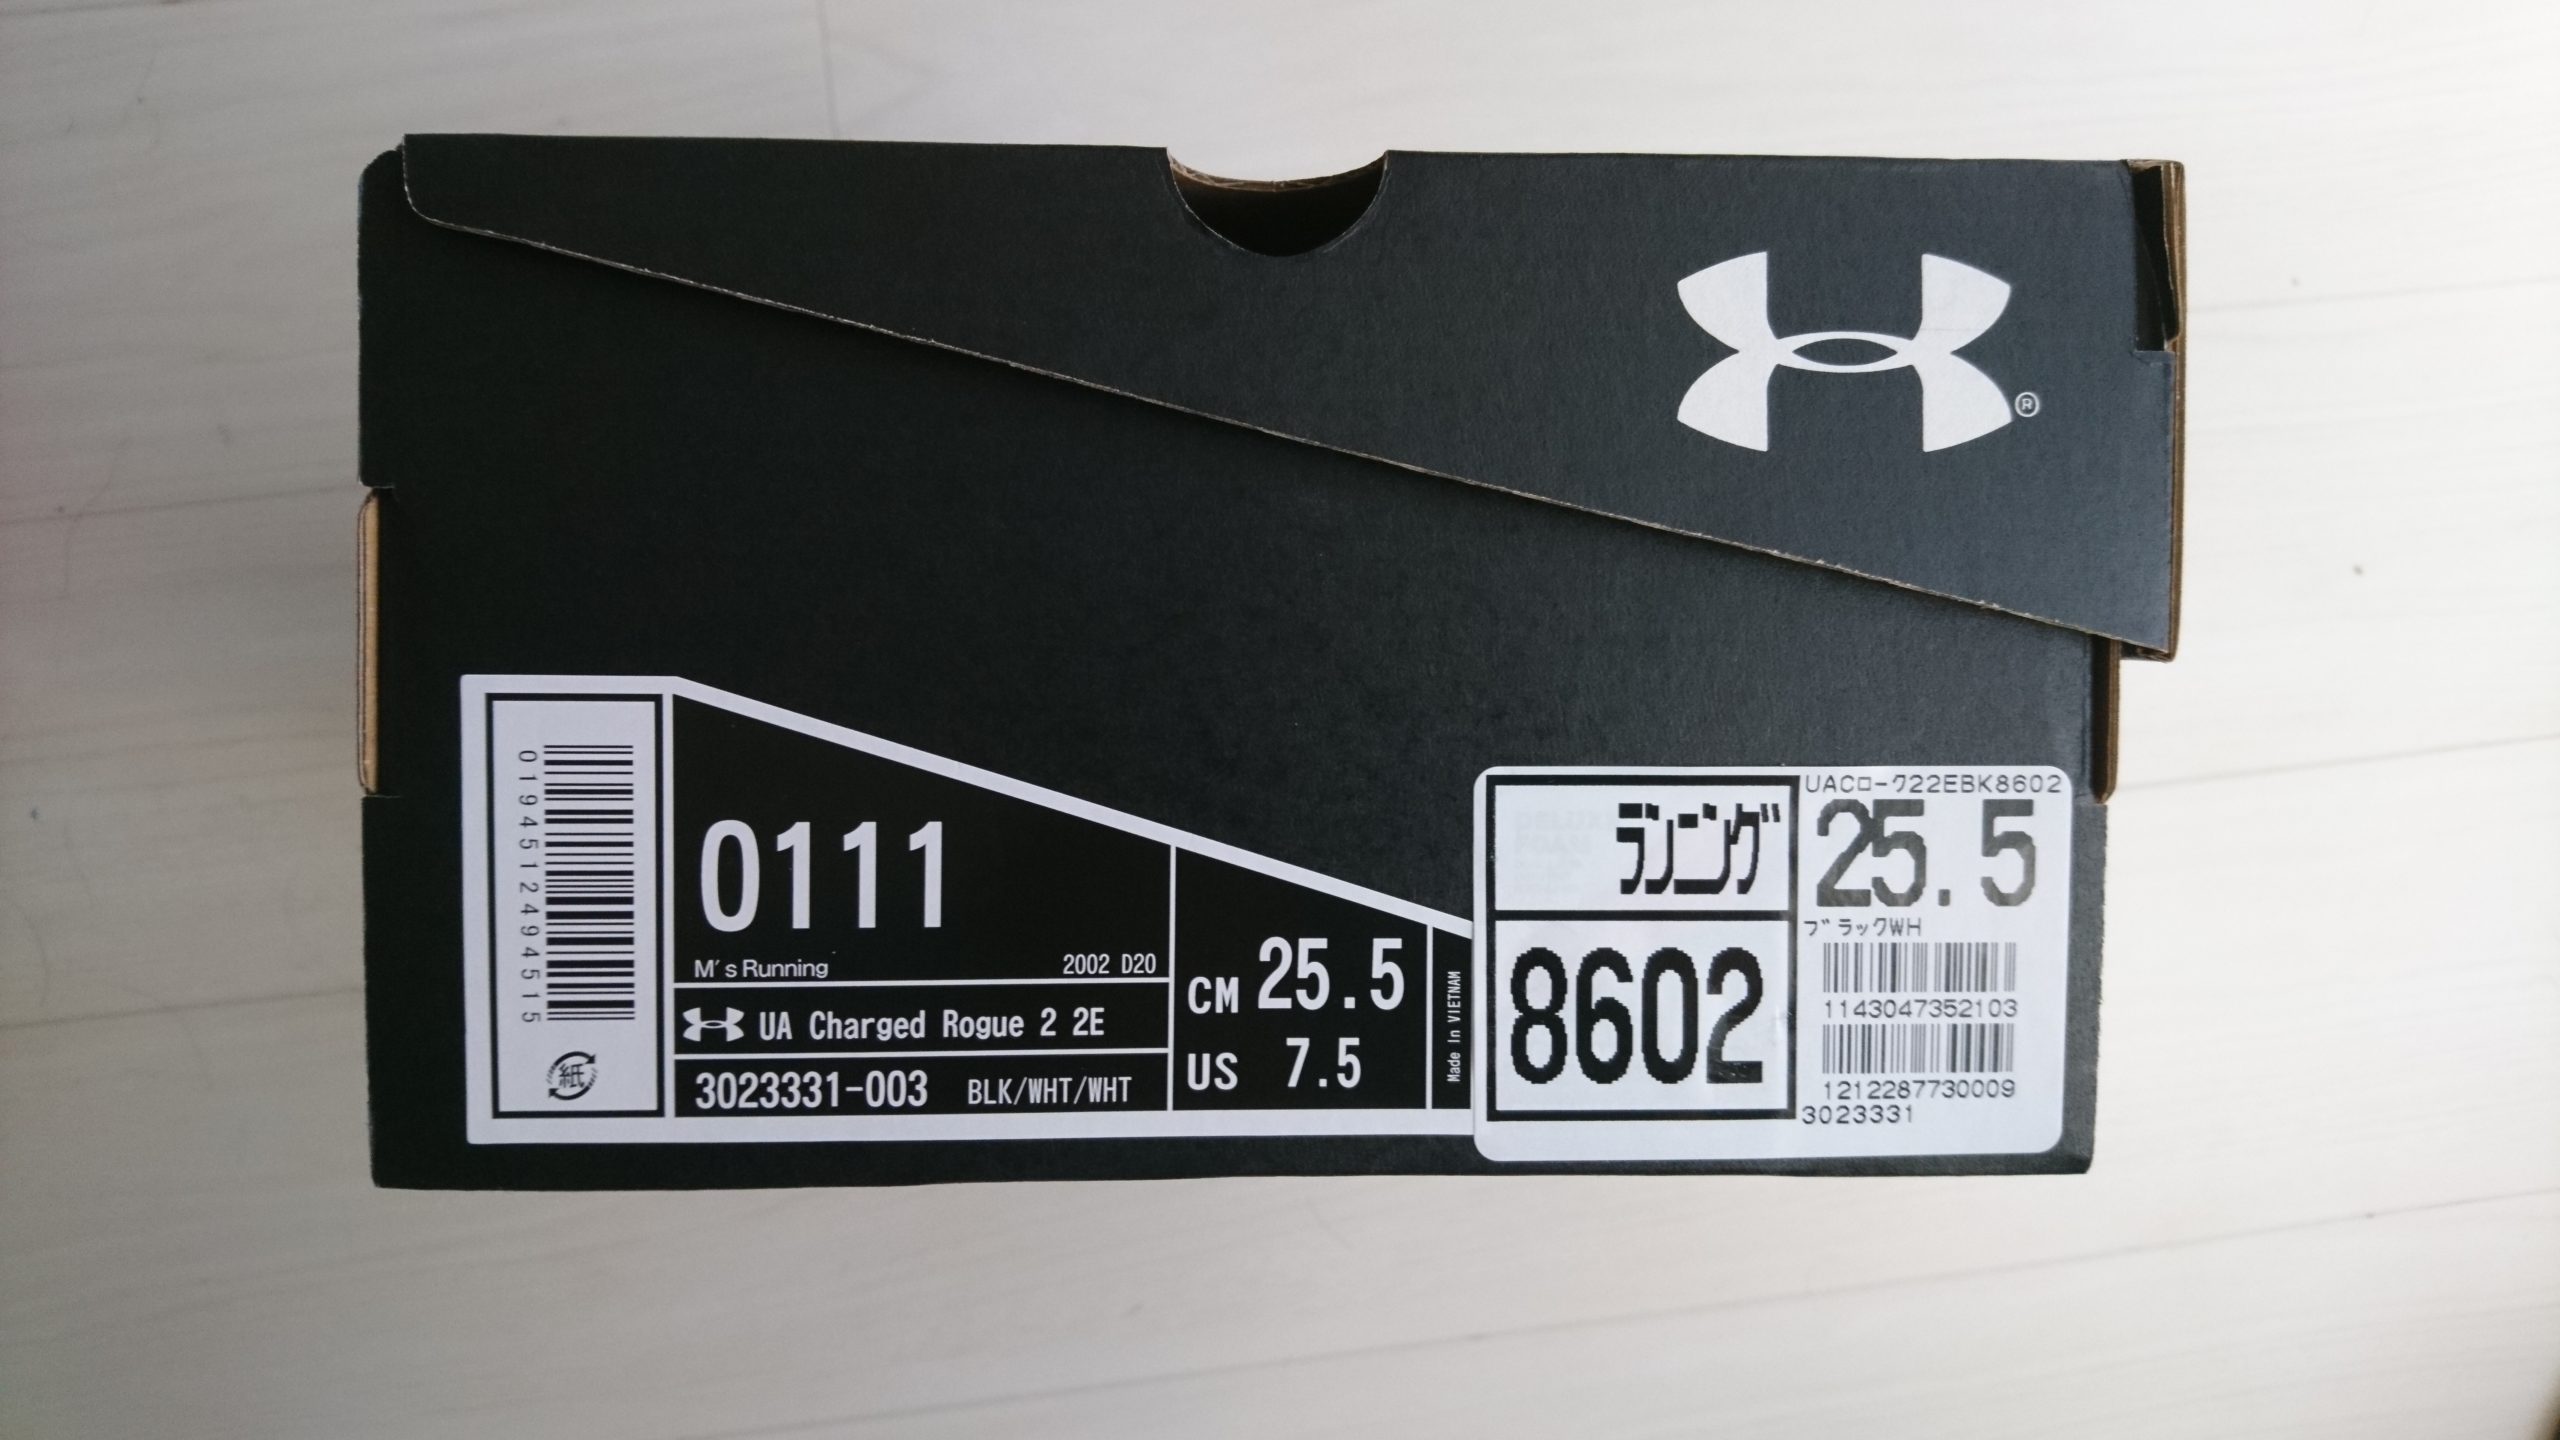 ®
019451249451​5
紙
0111
M's Running
2002 D20
UA Charged Rogue 2 2E
3023331-003 BLK/WHT/WHT
CM 25.5
US 7.5
Made In VIETNAM
ランニング
8602
UACローグ22EBK8602
25.5
ブラックWH
1143047352103
1212287730009
3023331